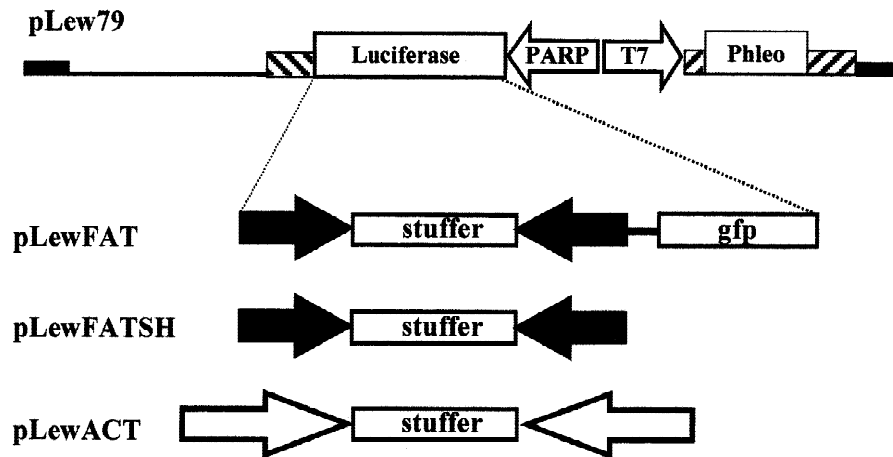 pLew79
Luciferase PARP T7 Phleo
pLewFAT stuffer gfp
pLewFATSH stuffer
pLewACT stuffer